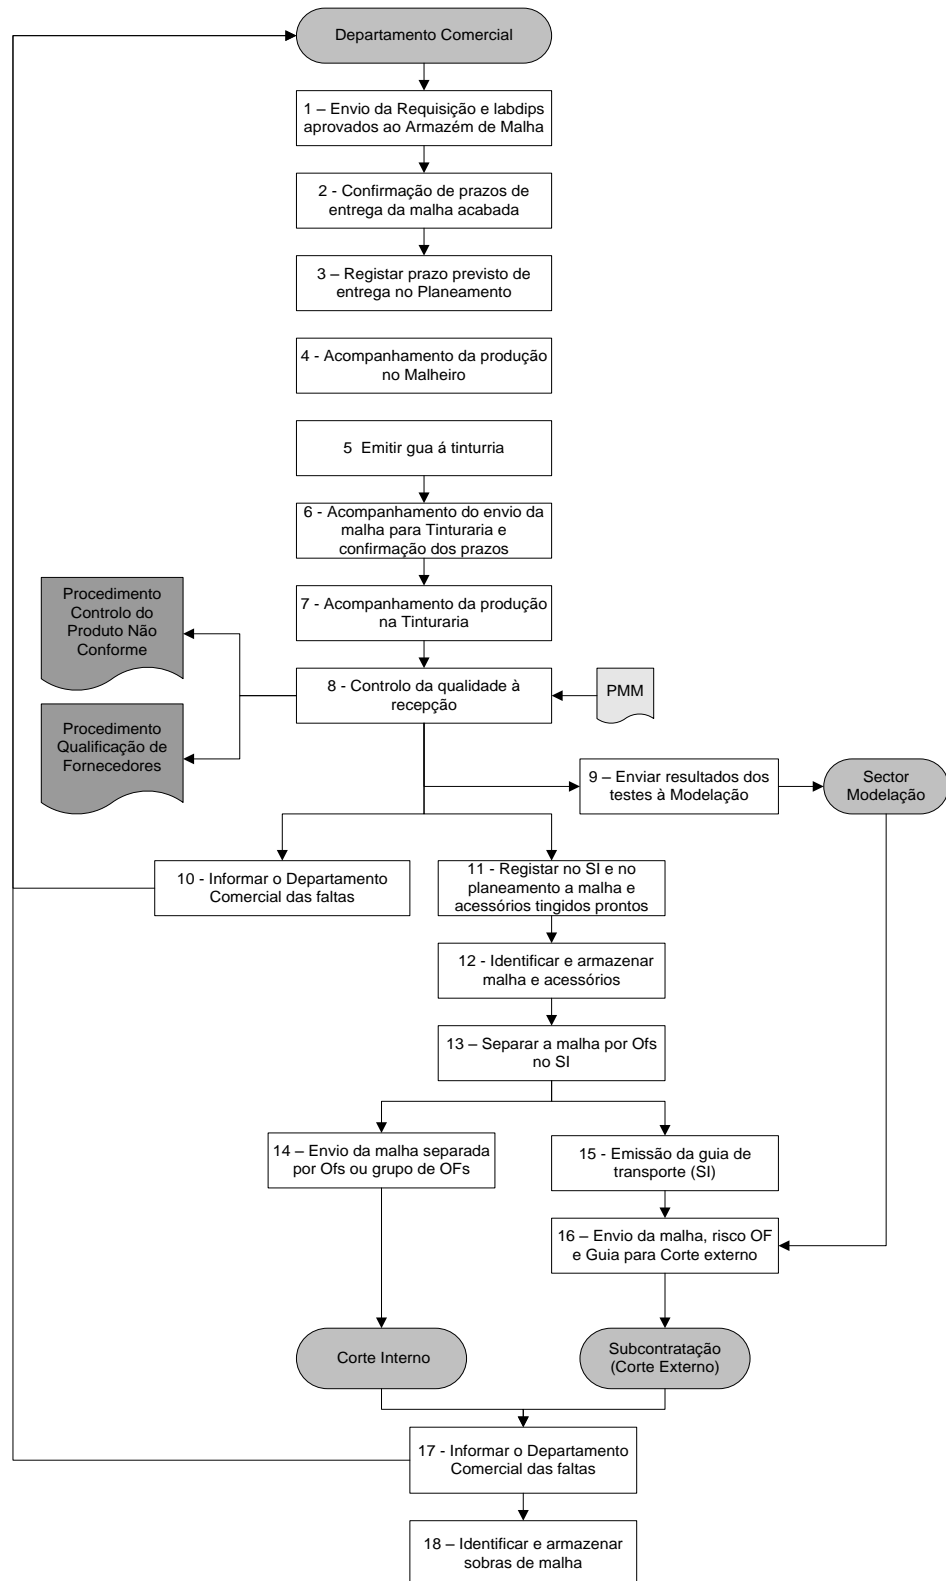 Departamento Comercial
1 – Envio da Requisição e labdips
aprovados ao Armazém de Malha
2 - Confirmação de prazos de
entrega da malha acabada
3 – Registar prazo previsto de
entrega no Planeamento
4 - Acompanhamento da produção
no Malheiro
5  Emitir gua á tinturria
6 - Acompanhamento do envio da
malha para Tinturaria e
confirmação dos prazos
Procedimento
Controlo do
Produto Não
Conforme
7 - Acompanhamento da produção
na Tinturaria
8 - Controlo da qualidade à
recepção
PMM
Procedimento
Qualificação de
Fornecedores
9 – Enviar resultados dos
testes à Modelação
Sector
Modelação
10 - Informar o Departamento
Comercial das faltas
11 - Registar no SI e no
planeamento a malha e
acessórios tingidos prontos
12 - Identificar e armazenar
malha e acessórios
13 – Separar a malha por Ofs
no SI
14 – Envio da malha separada
por Ofs ou grupo de OFs
15 - Emissão da guia de
transporte (SI)
16 – Envio da malha, risco OF
e Guia para Corte externo
Corte Interno
Subcontratação
(Corte Externo)
17 - Informar o Departamento
Comercial das faltas
18 – Identificar e armazenar
sobras de malha